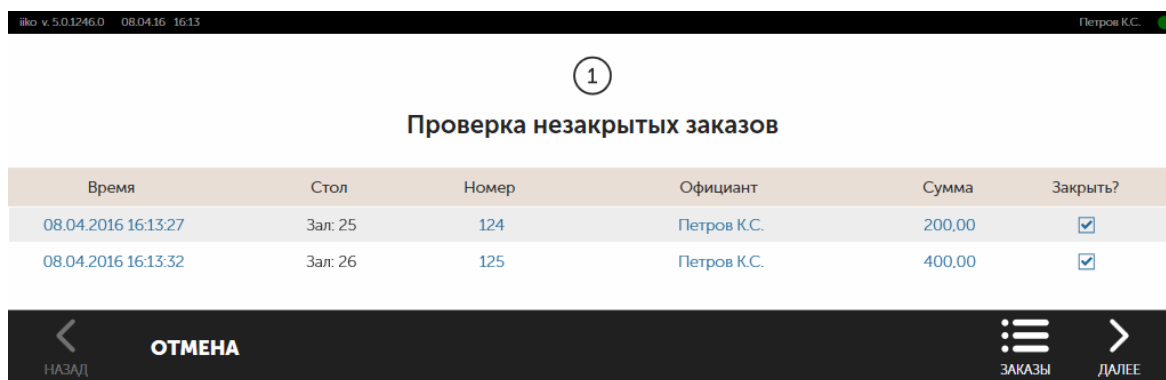 iiko v. 5.0.1246.0 08.04.16 16:13 Петров К.С.
1
Проверка незакрытых заказов
Время Стол Номер Официант Сумма Закрыть?
08.04.2016 16:13:27 Зал: 25 124 Петров К.С. 200,00
08.04.2016 16:13:32 Зал: 26 125 Петров К.С. 400,00
НАЗАД ОТМЕНА ЗАКАЗЫ ДАЛЕЕ